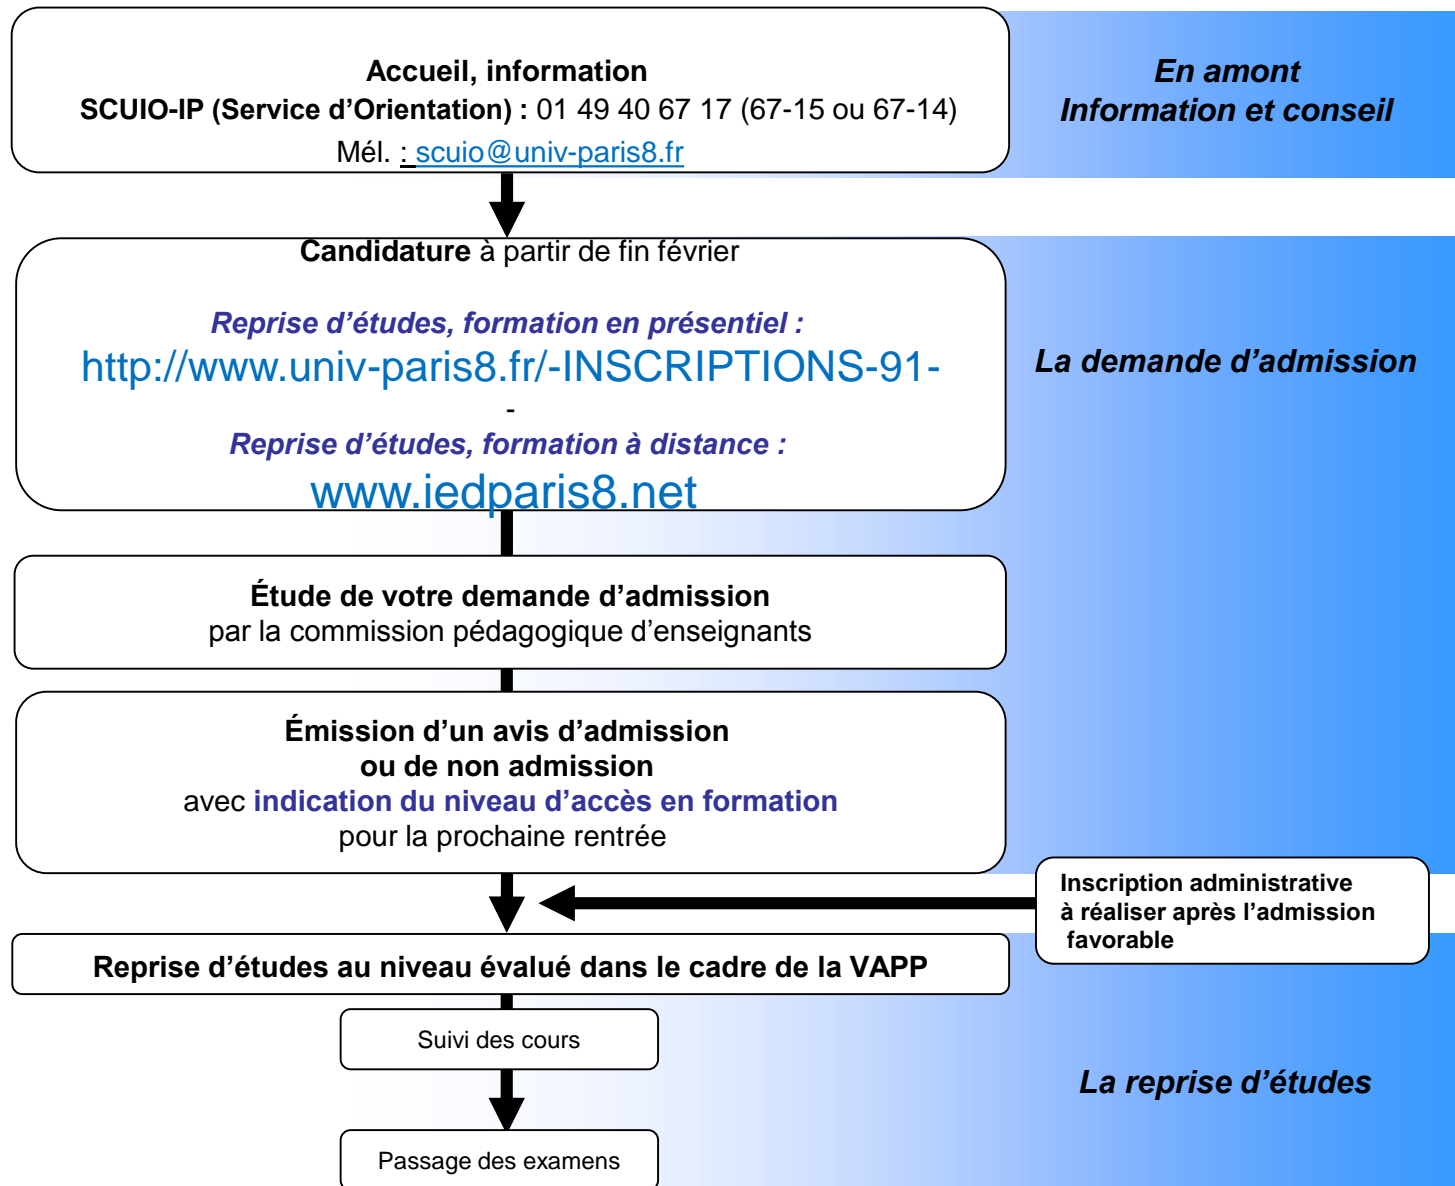 Accueil, information
SCUIO-IP (Service d’Orientation) : 01 49 40 67 17 (67-15 ou 67-14)
Mél. : scuio@univ-paris8.fr
En amont
Information et conseil
Candidature à partir de fin février
Reprise d’études, formation en présentiel :
http://www.univ-paris8.fr/-INSCRIPTIONS-91-
-
Reprise d’études, formation à distance :
www.iedparis8.net
La demande d’admission
Étude de votre demande d’admission
par la commission pédagogique d’enseignants
Émission d’un avis d’admission
ou de non admission
avec indication du niveau d’accès en formation
pour la prochaine rentrée
Inscription administrative
à réaliser après l’admission
favorable
Reprise d’études au niveau évalué dans le cadre de la VAPP
Suivi des cours
La reprise d’études
Passage des examens